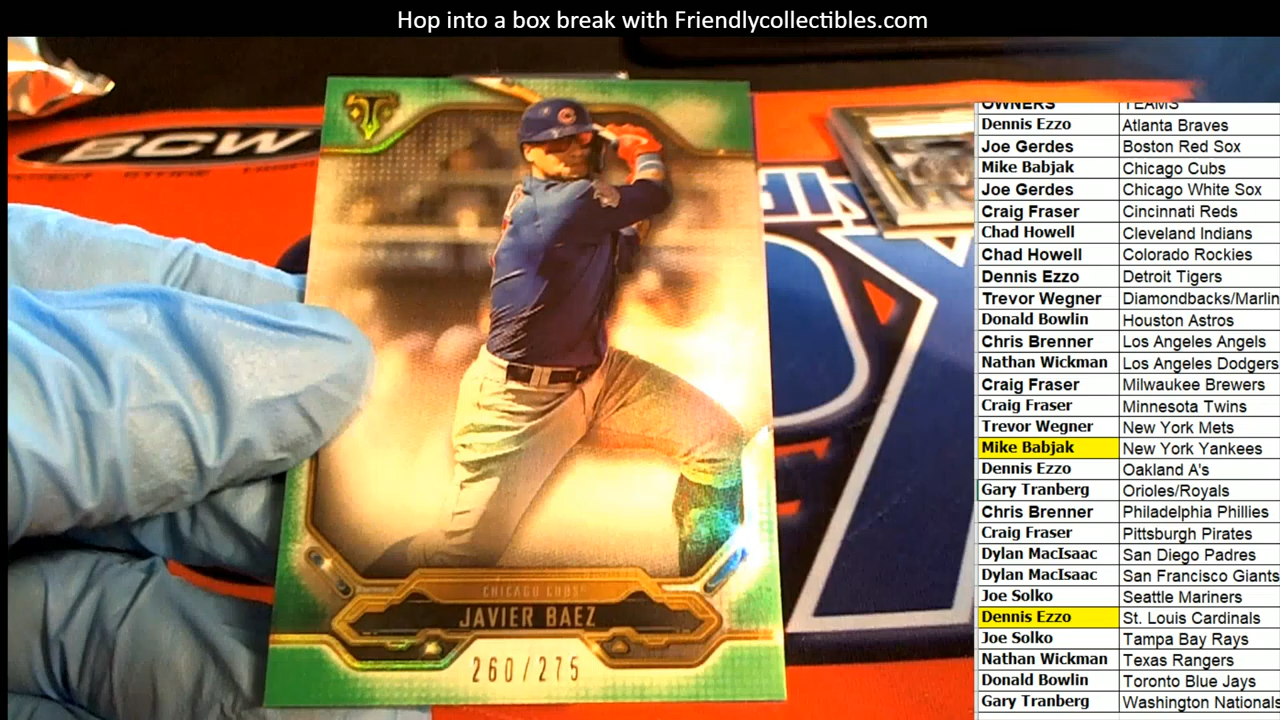 Hop into a box break with Friendlycollectibles.com
BCW
CHICAGO CUBS
JAVIER BAEZ
260/275
OWNERS TEAMS
Dennis Ezzo Atlanta Braves
Joe Gerdes Boston Red Sox
Mike Babjak Chicago Cubs
Joe Gerdes Chicago White Sox
Craig Fraser Cincinnati Reds
Chad Howell Cleveland Indians
Chad Howell Colorado Rockies
Dennis Ezzo Detroit Tigers
Trevor Wegner Diamondbacks/Marlin
Donald Bowlin Houston Astros
Chris Brenner Los Angeles Angels
Nathan Wickman Los Angeles Dodgers
Craig Fraser Milwaukee Brewers
Craig Fraser Minnesota Twins
Trevor Wegner New York Mets
Mike Babjak New York Yankees
Dennis Ezzo Oakland A's
Gary Tranberg Orioles/Royals
Chris Brenner Philadelphia Phillies
Craig Fraser Pittsburgh Pirates
Dylan MacIsaac San Diego Padres
Dylan MacIsaac San Francisco Giants
Joe Solko Seattle Mariners
Dennis Ezzo St. Louis Cardinals
Joe Solko Tampa Bay Rays
Nathan Wickman Texas Rangers
Donald Bowlin Toronto Blue Jays
Gary Tranberg Washington Nationals